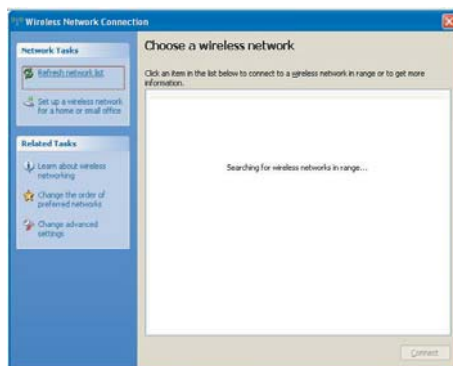 Wireless Network Connection
Network Tasks
Refresh network list
Set up a wireless network
for a home or small office
Related Tasks
Learn about wireless
networking
Change the order of
preferred networks
Change advanced
settings
Choose a wireless network
Click an item in the list below to connect to a wireless network in range or to get more
information.
Searching for wireless networks in range...
Connect